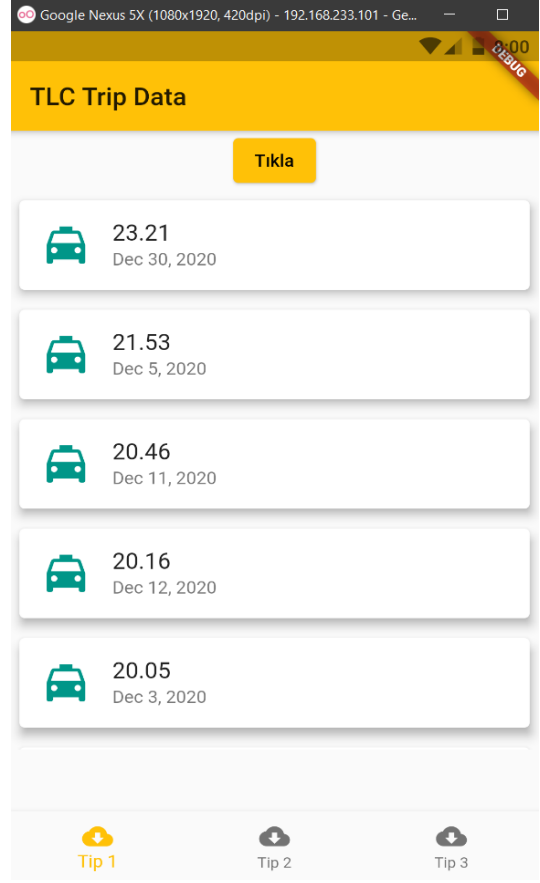 Google Nexus 5X (1080x1920, 420dpi) - 192.168.233.101 - Ge...
DEBUG
TLC Trip Data
Tıkla
23.21
Dec 30, 2020
21.53
Dec 5, 2020
20.46
Dec 11, 2020
20.16
Dec 12, 2020
20.05
Dec 3, 2020
Tip 1
Tip 2
Tip 3